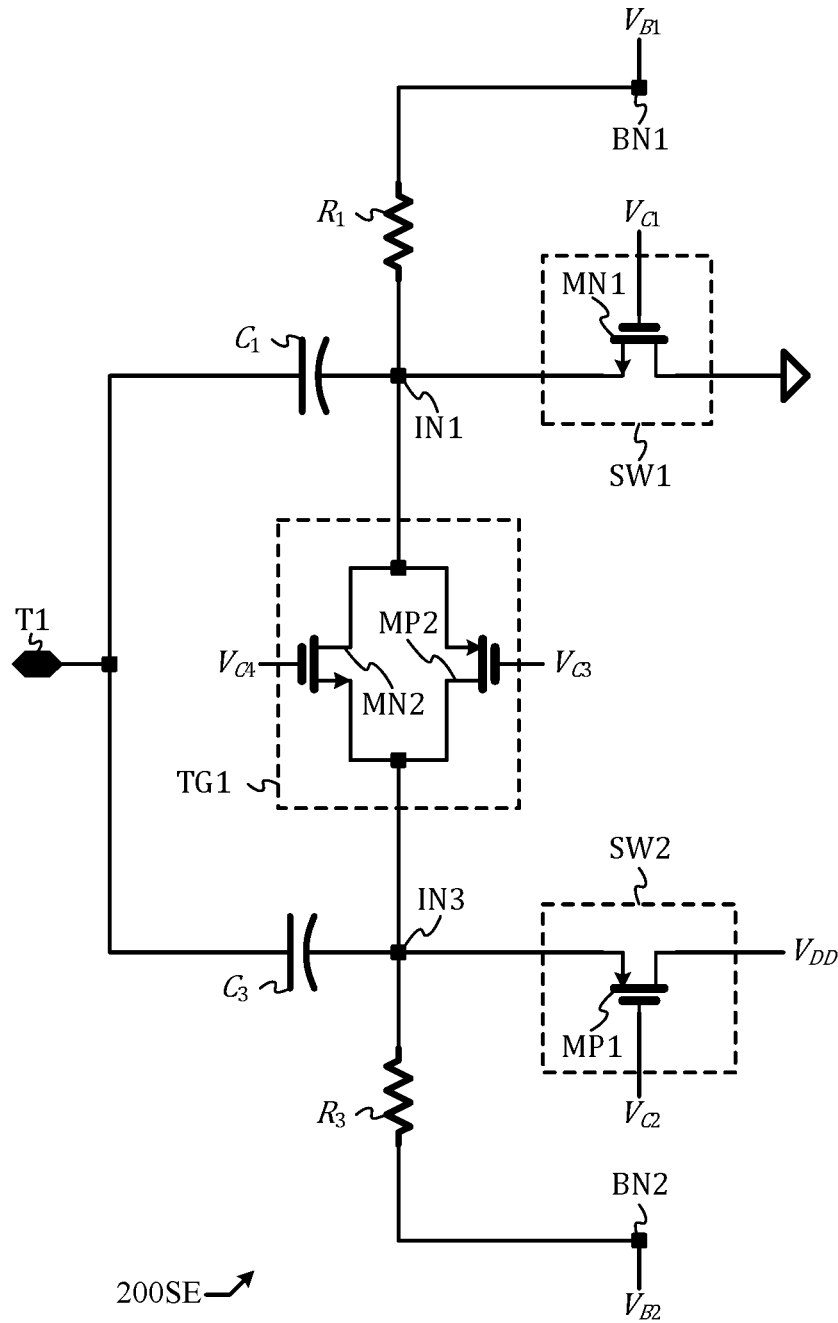 V_B1
BN1
R_1
V_C1
MN1
C_1
IN1
SW1
T1
MP2
V_C4
V_C3
MN2
TG1
SW2
IN3
V_DD
C_3
MP1
R_3
V_C2
BN2
200SE
V_B2